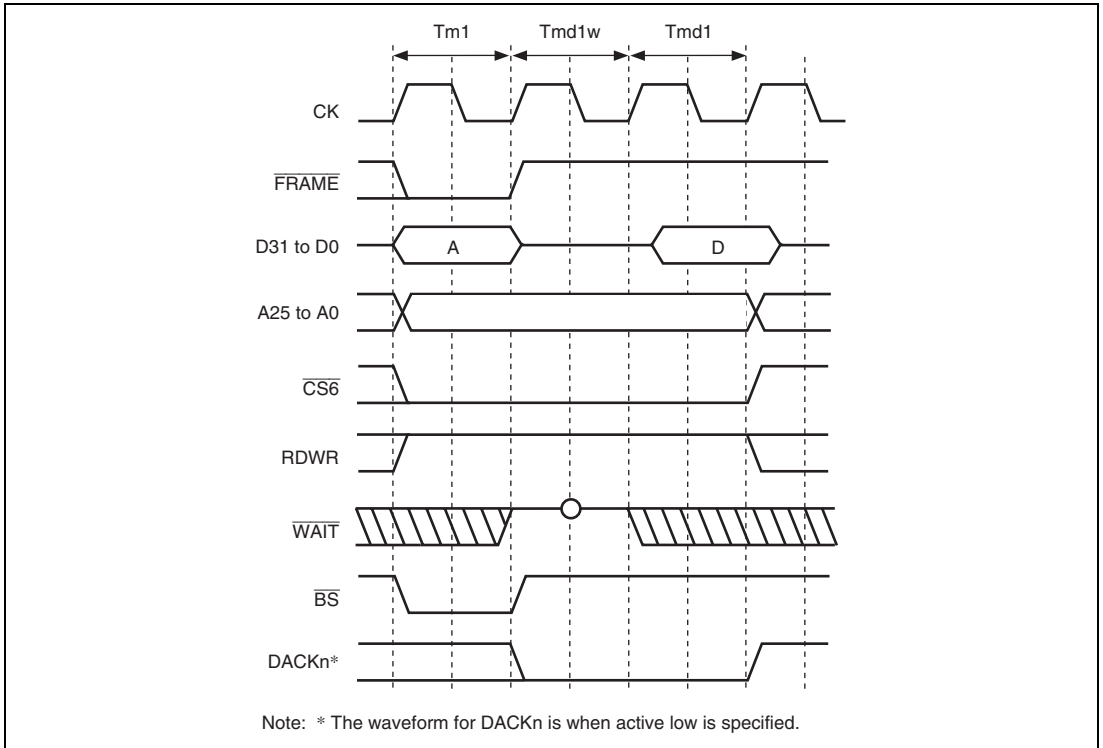 Tm1 Tmd1w Tmd1
CK
FRAME
D31 to D0 A D
A25 to A0
CS6
RDWR
WAIT
BS
DACKn*
Note: * The waveform for DACKn is when active low is specified.